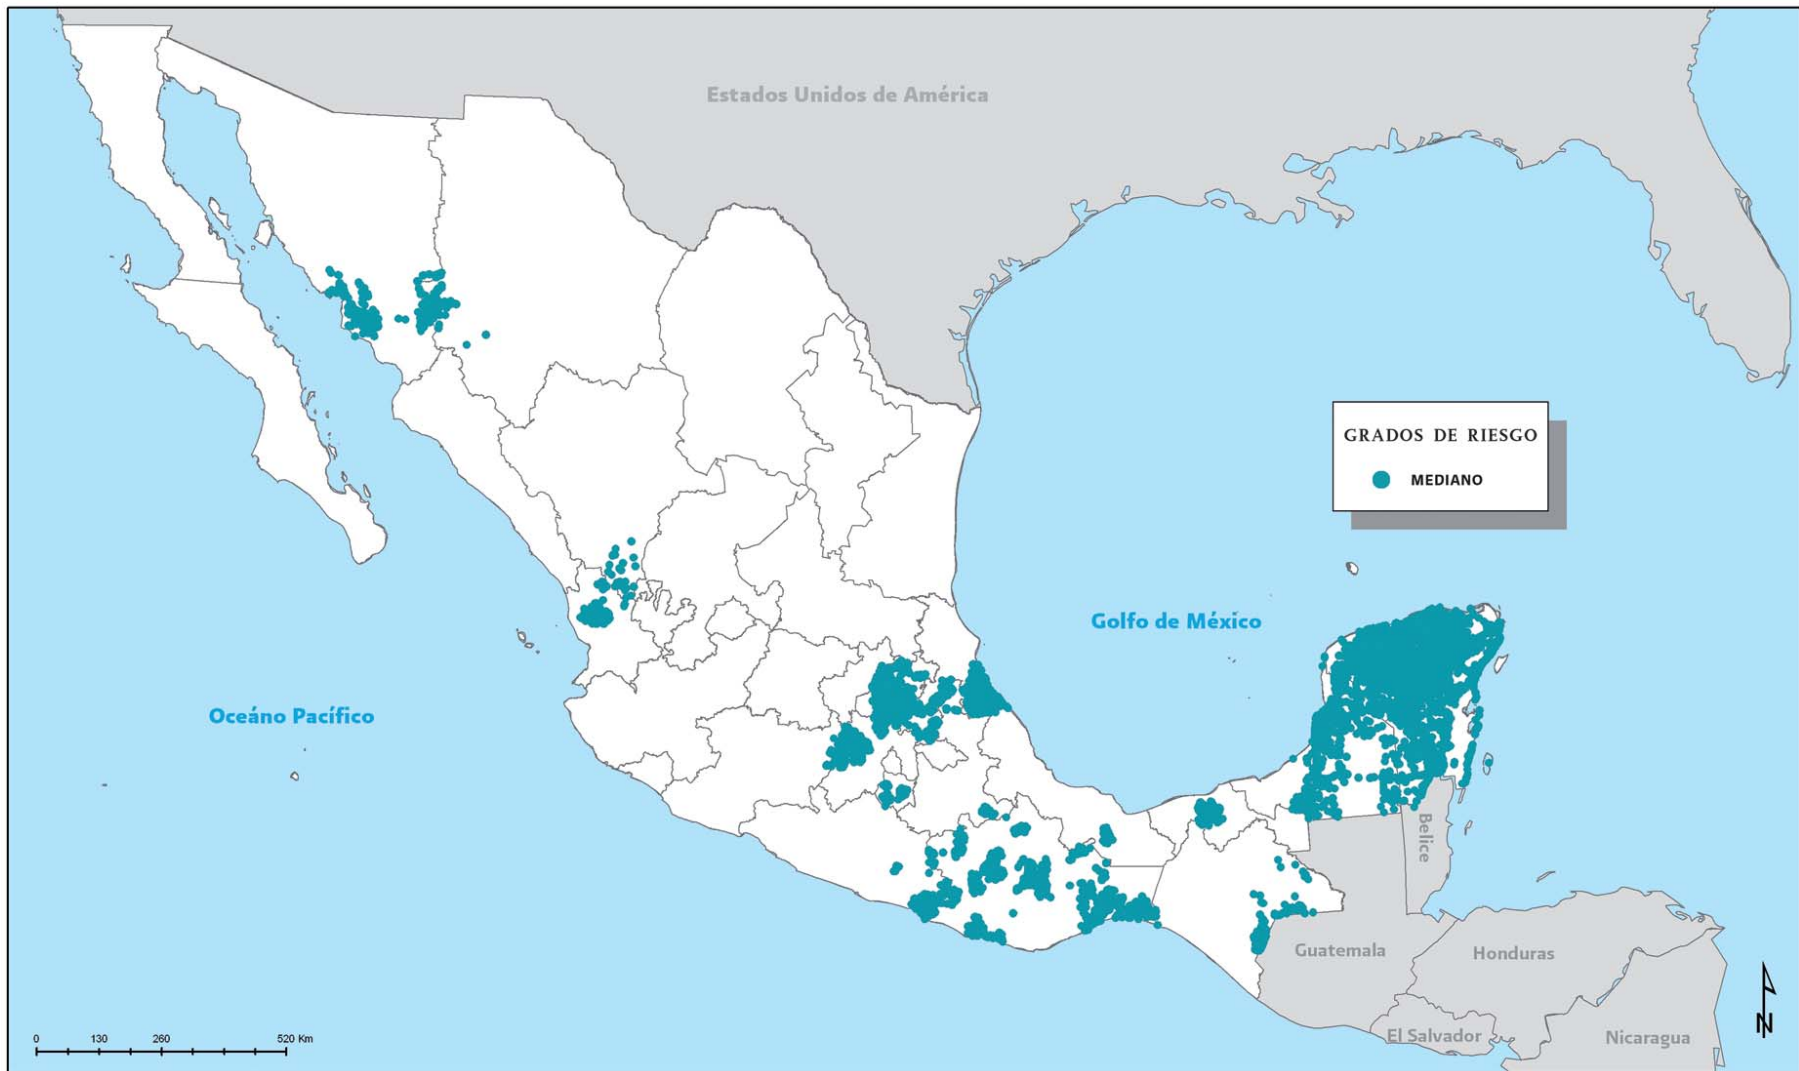 Estados Unidos de América
GRADOS DE RIESGO
MEDIANO
Golfo de México
Oceáno Pacífico
Belice
Guatemala
Honduras
El Salvador
Nicaragua
N
0 130 260 520 Km